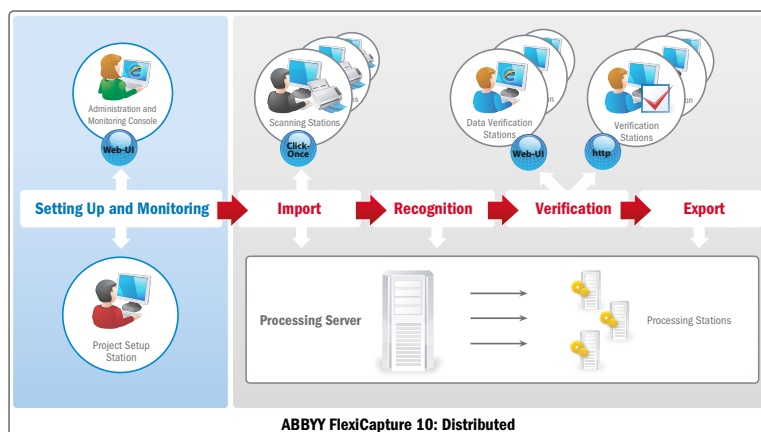 Administration and
Monitoring Console
Web-UI
Scanning Stations
Click-
Once
Data Verification
Stations
Web-UI
Verification
Stations
http
Setting Up and Monitoring
Import
Recognition
Verification
Export
Project Setup
Station
Processing Server
Processing Stations
ABBYY FlexiCapture 10: Distributed